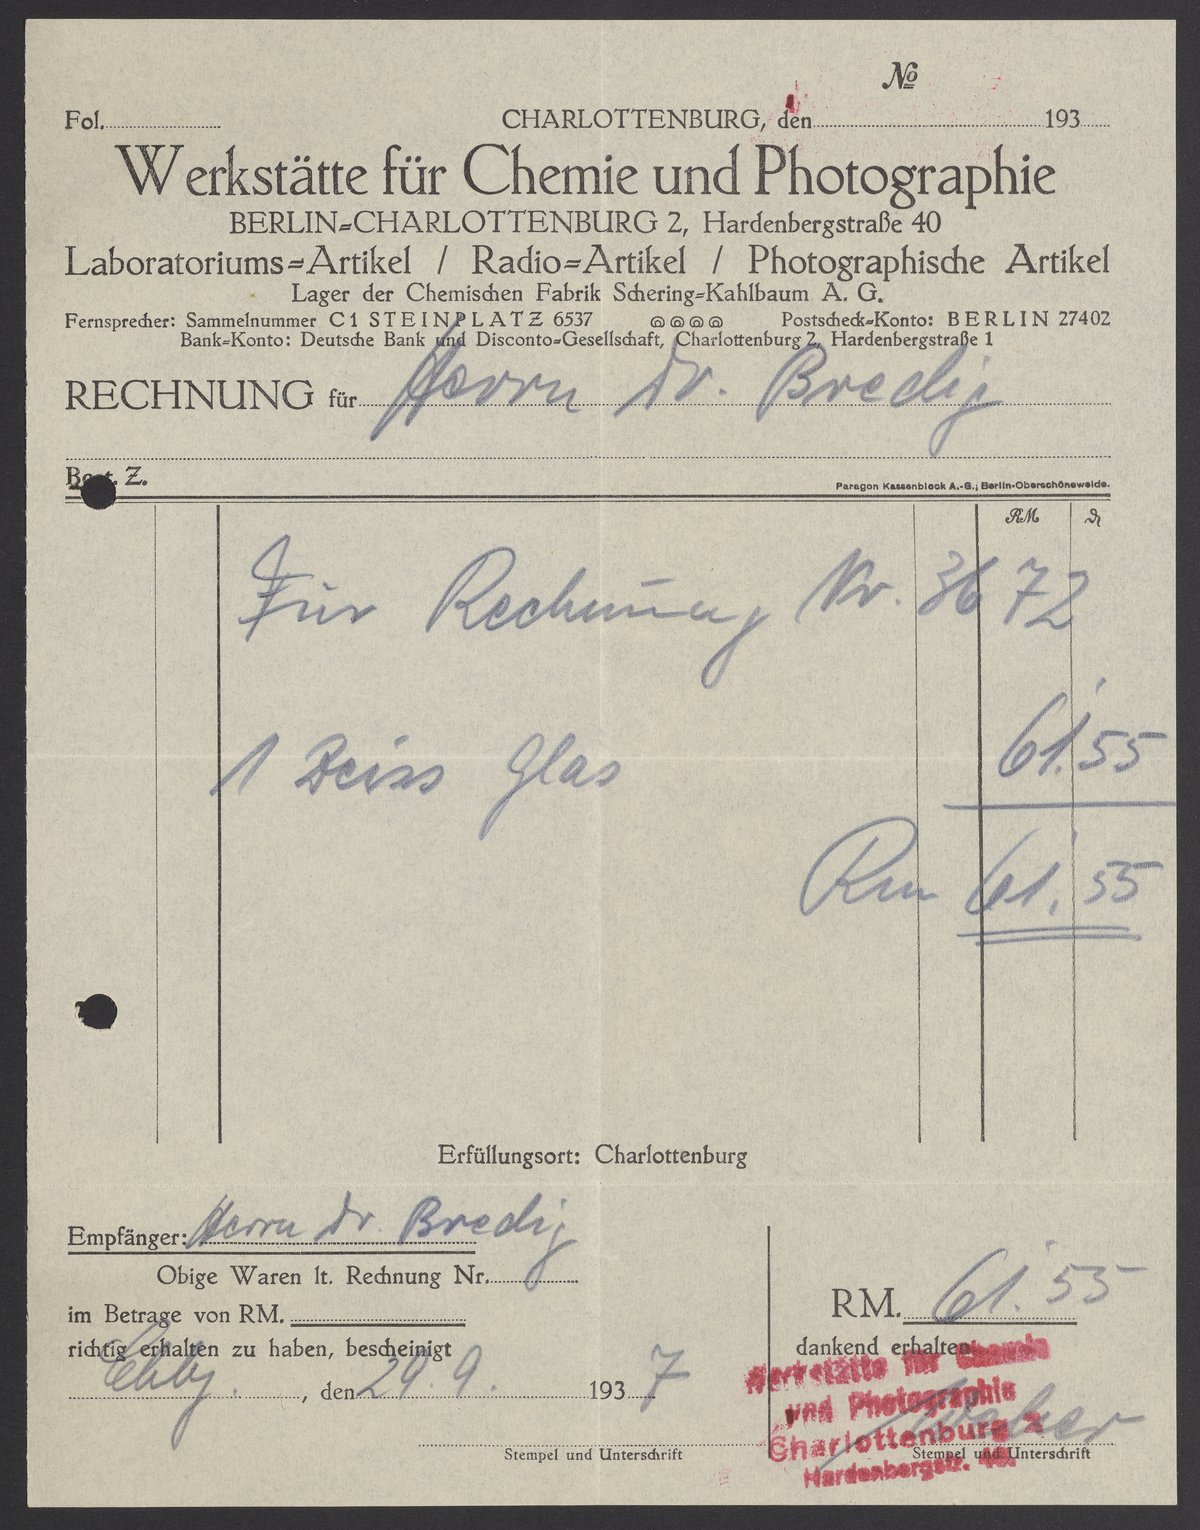 №
Fol. CHARLOTTENBURG, den 193
Werkstätte für Chemie und Photographie
BERLIN=CHARLOTTENBURG 2, Hardenbergstraße 40
Laboratoriums=Artikel / Radio=Artikel / Photographische Artikel
Lager der Chemischen Fabrik Schering=Kahlbaum A. G.
Fernsprecher: Sammelnummer C1 STEINPLATZ 6537 Postscheck=Konto: BERLIN 27402
Bank=Konto: Deutsche Bank und Disconto=Gesellschaft, Charlottenburg 2, Hardenbergstraße 1
RECHNUNG für Herrn Dr. Bredig
Best. Z.
Paragon Kassenblock A.-G.; Berlin-Oberschöneweide.
RM ₰
Für Rechnung Nr. 3672
1 Zeiss Glas 61.55
Rm 61.55
Erfüllungsort: Charlottenburg
Empfänger: Herrn Dr. Bredig
Obige Waren lt. Rechnung Nr.
im Betrage von RM.
richtig erhalten zu haben, bescheinigt
Chbg. , den 29.9. 1937
Stempel und Unterschrift
RM. 61.55
dankend erhalten
Werkstätte für Chemie
und Photographie
Charlottenburg 2
Hardenbergstr. 40
Stempel und Unterschrift